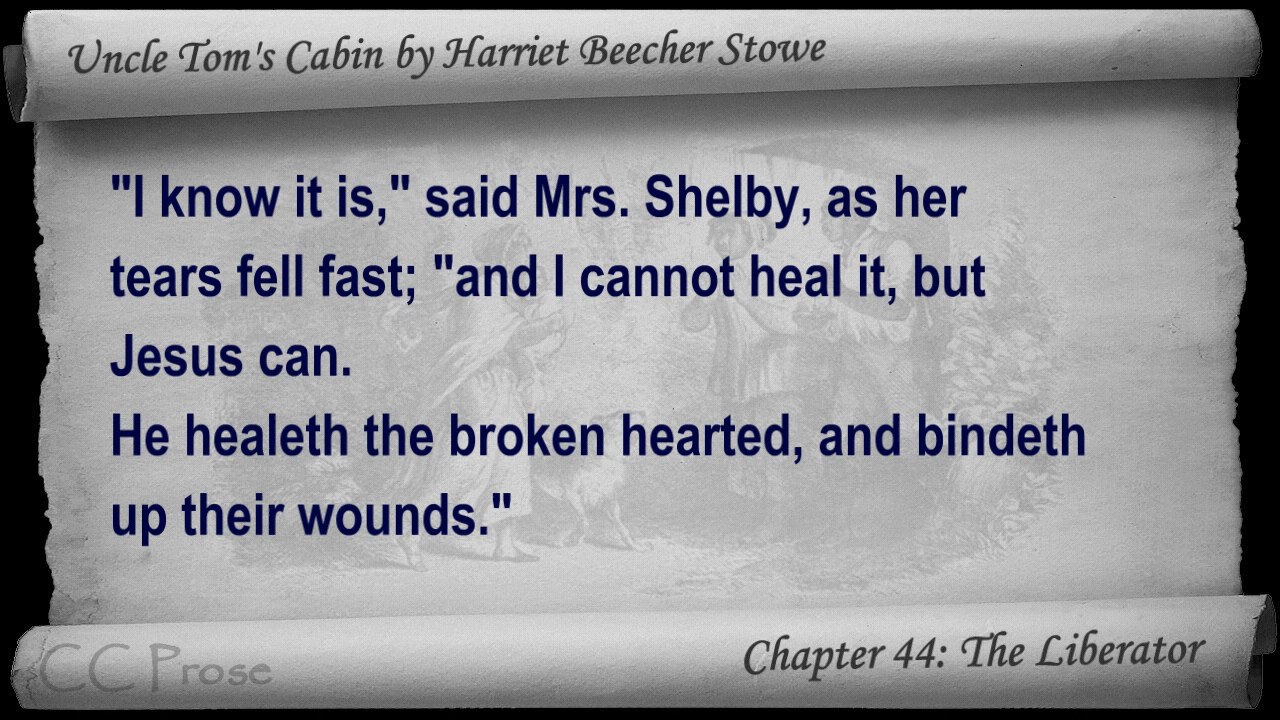 Uncle Tom's Cabin by Harriet Beecher Stowe
"I know it is," said Mrs. Shelby, as her
tears fell fast; "and I cannot heal it, but
Jesus can.
He healeth the broken hearted, and bindeth
up their wounds."
CC Prose
Chapter 44: The Liberator